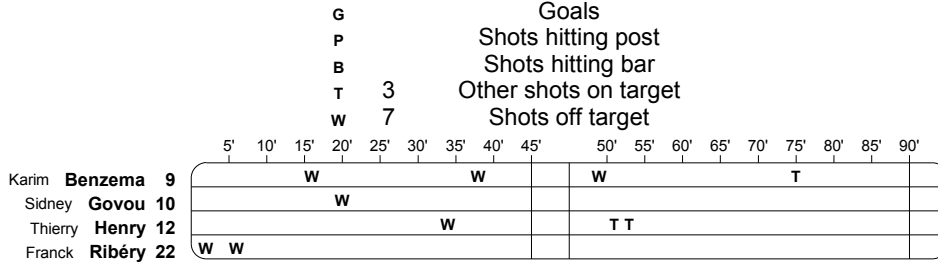 G Goals
P Shots hitting post
B Shots hitting bar
T 3 Other shots on target
W 7 Shots off target
5' 10' 15' 20' 25' 30' 35' 40' 45' 50' 55' 60' 65' 70' 75' 80' 85' 90'
Karim Benzema 9 W W W T
Sidney Govou 10 W
Thierry Henry 12 W T T
Franck Ribéry 22 W W